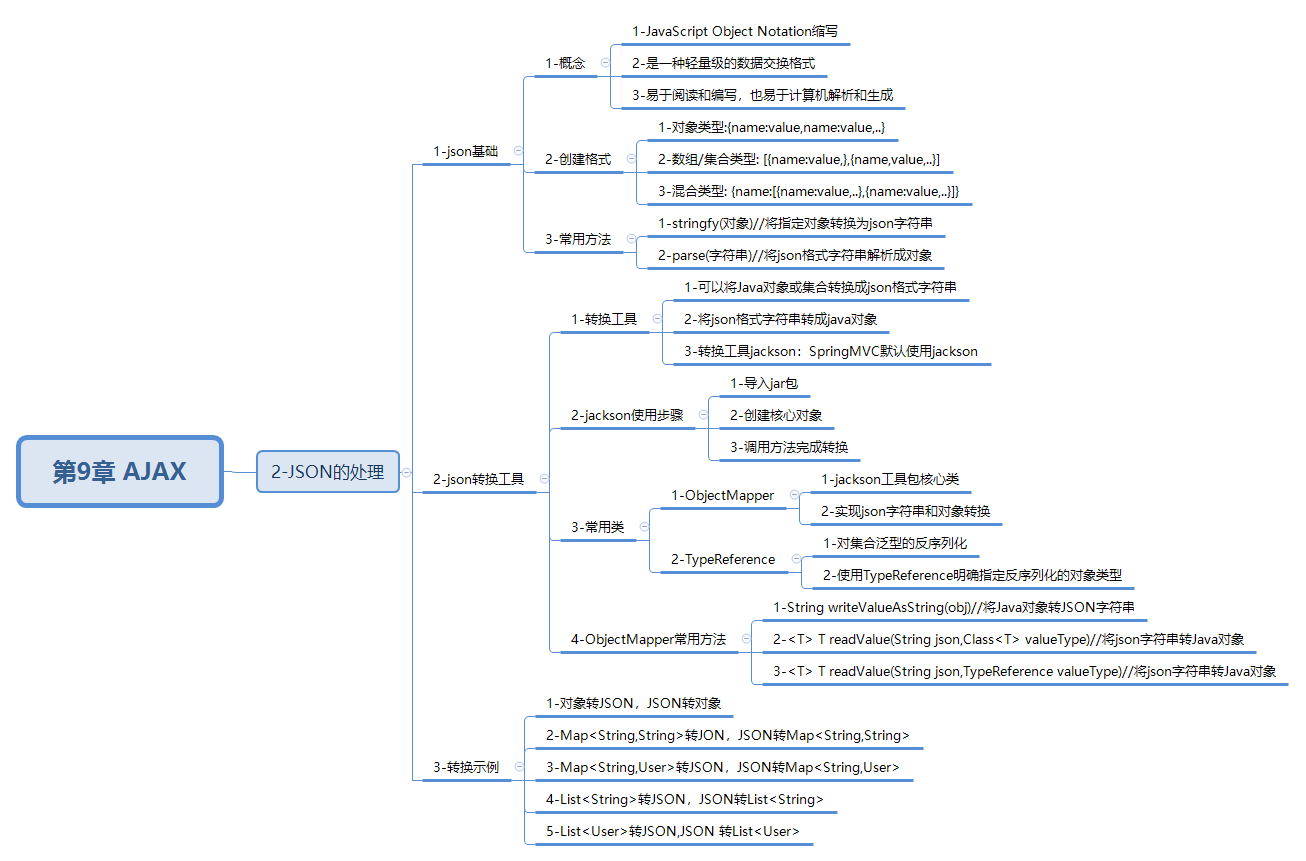 第9章 AJAX
2-JSON的处理
1-json基础
1-概念
1-JavaScript Object Notation缩写
2-是一种轻量级的数据交换格式
3-易于阅读和编写，也易于计算机解析和生成
2-创建格式
1-对象类型:{name:value,name:value,..}
2-数组/集合类型: [{name:value,},{name,value,..}]
3-混合类型: {name:[{name:value,..},{name:value,..}]}
3-常用方法
1-stringfy(对象)//将指定对象转换为json字符串
2-parse(字符串)//将json格式字符串解析成对象
2-json转换工具
1-转换工具
1-可以将Java对象或集合转换成json格式字符串
2-将json格式字符串转成java对象
3-转换工具jackson：SpringMVC默认使用jackson
2-jackson使用步骤
1-导入jar包
2-创建核心对象
3-调用方法完成转换
3-常用类
1-ObjectMapper
1-jackson工具包核心类
2-实现json字符串和对象转换
2-TypeReference
1-对集合泛型的反序列化
2-使用TypeReference明确指定反序列化的对象类型
4-ObjectMapper常用方法
1-String writeValueAsString(obj)//将Java对象转JSON字符串
2-<T> T readValue(String json,Class<T> valueType)//将json字符串转Java对象
3-<T> T readValue(String json,TypeReference valueType)//将json字符串转Java对象
3-转换示例
1-对象转JSON，JSON转对象
2-Map<String,String>转JON，JSON转Map<String,String>
3-Map<String,User>转JSON，JSON转Map<String,User>
4-List<String>转JSON，JSON转List<String>
5-List<User>转JSON,JSON 转List<User>